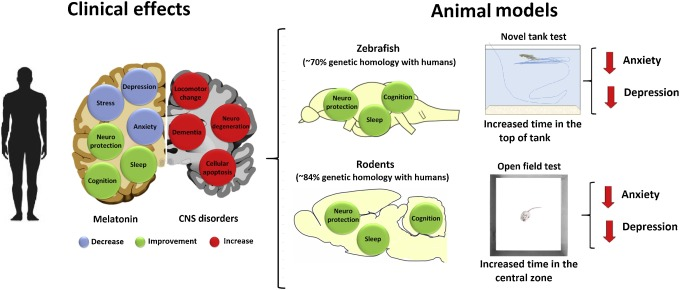 Clinical effects
Depression
Stress
Anxiety
Neuro
protection
Sleep
Cognition
Locomotor
change
Neuro
degeneration
Dementia
Cellular
apoptosis
Melatonin
CNS disorders
Decrease
Improvement
Increase
Animal models
Zebrafish
(~70% genetic homology with humans)
Neuro
protection
Cognition
Sleep
Novel tank test
Increased time in the
top of tank
Anxiety
Depression
Rodents
(~84% genetic homology with humans)
Neuro
protection
Cognition
Sleep
Open field test
Increased time in the
central zone
Anxiety
Depression